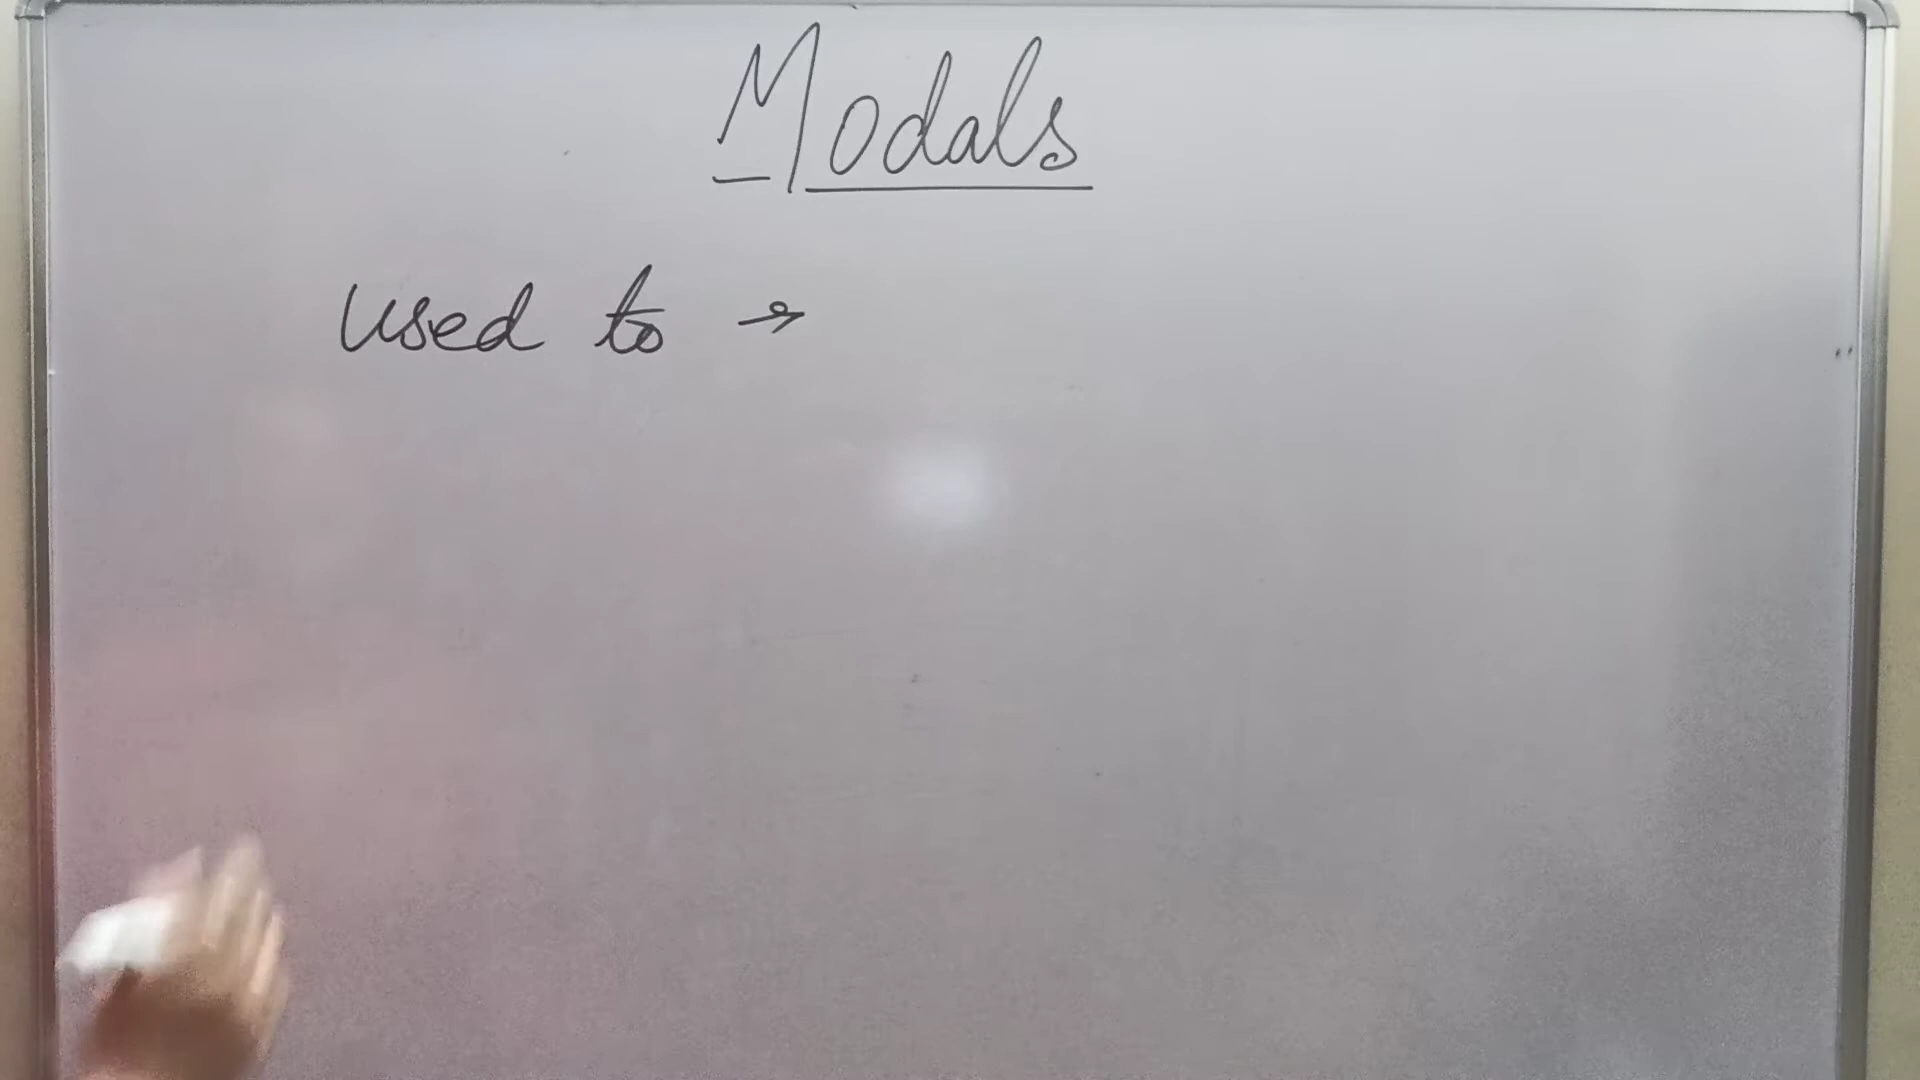 Modals
used to →